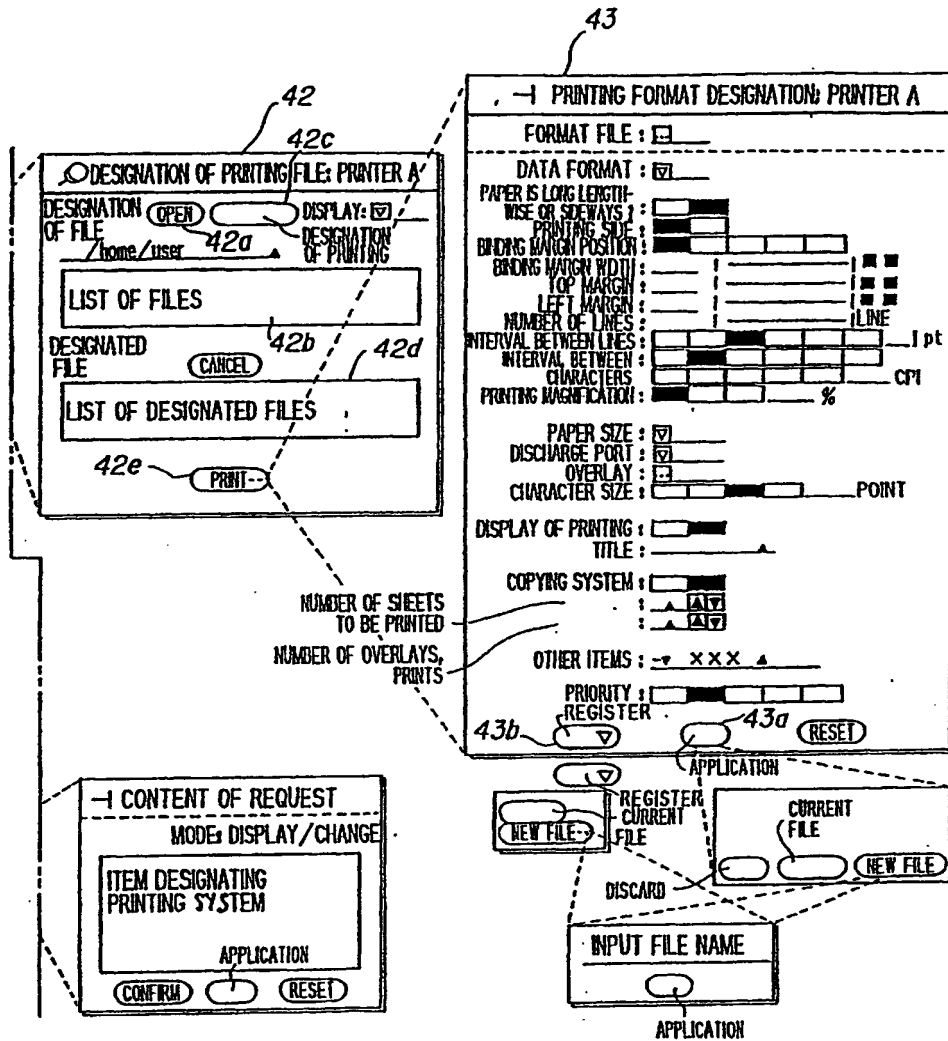 42
DESIGNATION OF PRINTING FILE: PRINTER A
42c
DESIGNATION
OF FILE
OPEN
DISPLAY:
42a
DESIGNATION
OF PRINTING
/home/user
LIST OF FILES
42b
DESIGNATED
FILE
CANCEL
42d
LIST OF DESIGNATED FILES
42e
PRINT
43
PRINTING FORMAT DESIGNATION: PRINTER A
FORMAT FILE :
DATA FORMAT :
PAPER IS LONG LENGTH-
WISE OR SIDEWAYS :
PRINTING SIDE :
BINDING MARGIN POSITION :
BINDING MARGIN WDTH :
TOP MARGIN :
LEFT MARGIN :
NUMBER OF LINES :
LINE
INTERVAL BETWEEN LINES :
1 pt
INTERVAL BETWEEN :
CHARACTERS
CPI
PRINTING MAGNIFICATION :
%
PAPER SIZE :
DISCHARGE PORT :
OVERLAY :
CHARACTER SIZE :
POINT
DISPLAY OF PRINTING :
TITLE :
COPYING SYSTEM :
NUMBER OF SHEETS
TO BE PRINTED
:
NUMBER OF OVERLAYS,
PRINTS
:
OTHER ITEMS :
XXX
PRIORITY :
REGISTER
43b
43a
RESET
APPLICATION
REGISTER
CURRENT
FILE
NEW FILE
CURRENT
FILE
DISCARD
NEW FILE
INPUT FILE NAME
APPLICATION
CONTENT OF REQUEST
MODE: DISPLAY/CHANGE
ITEM DESIGNATING
PRINTING SYSTEM
APPLICATION
CONFIRM
RESET